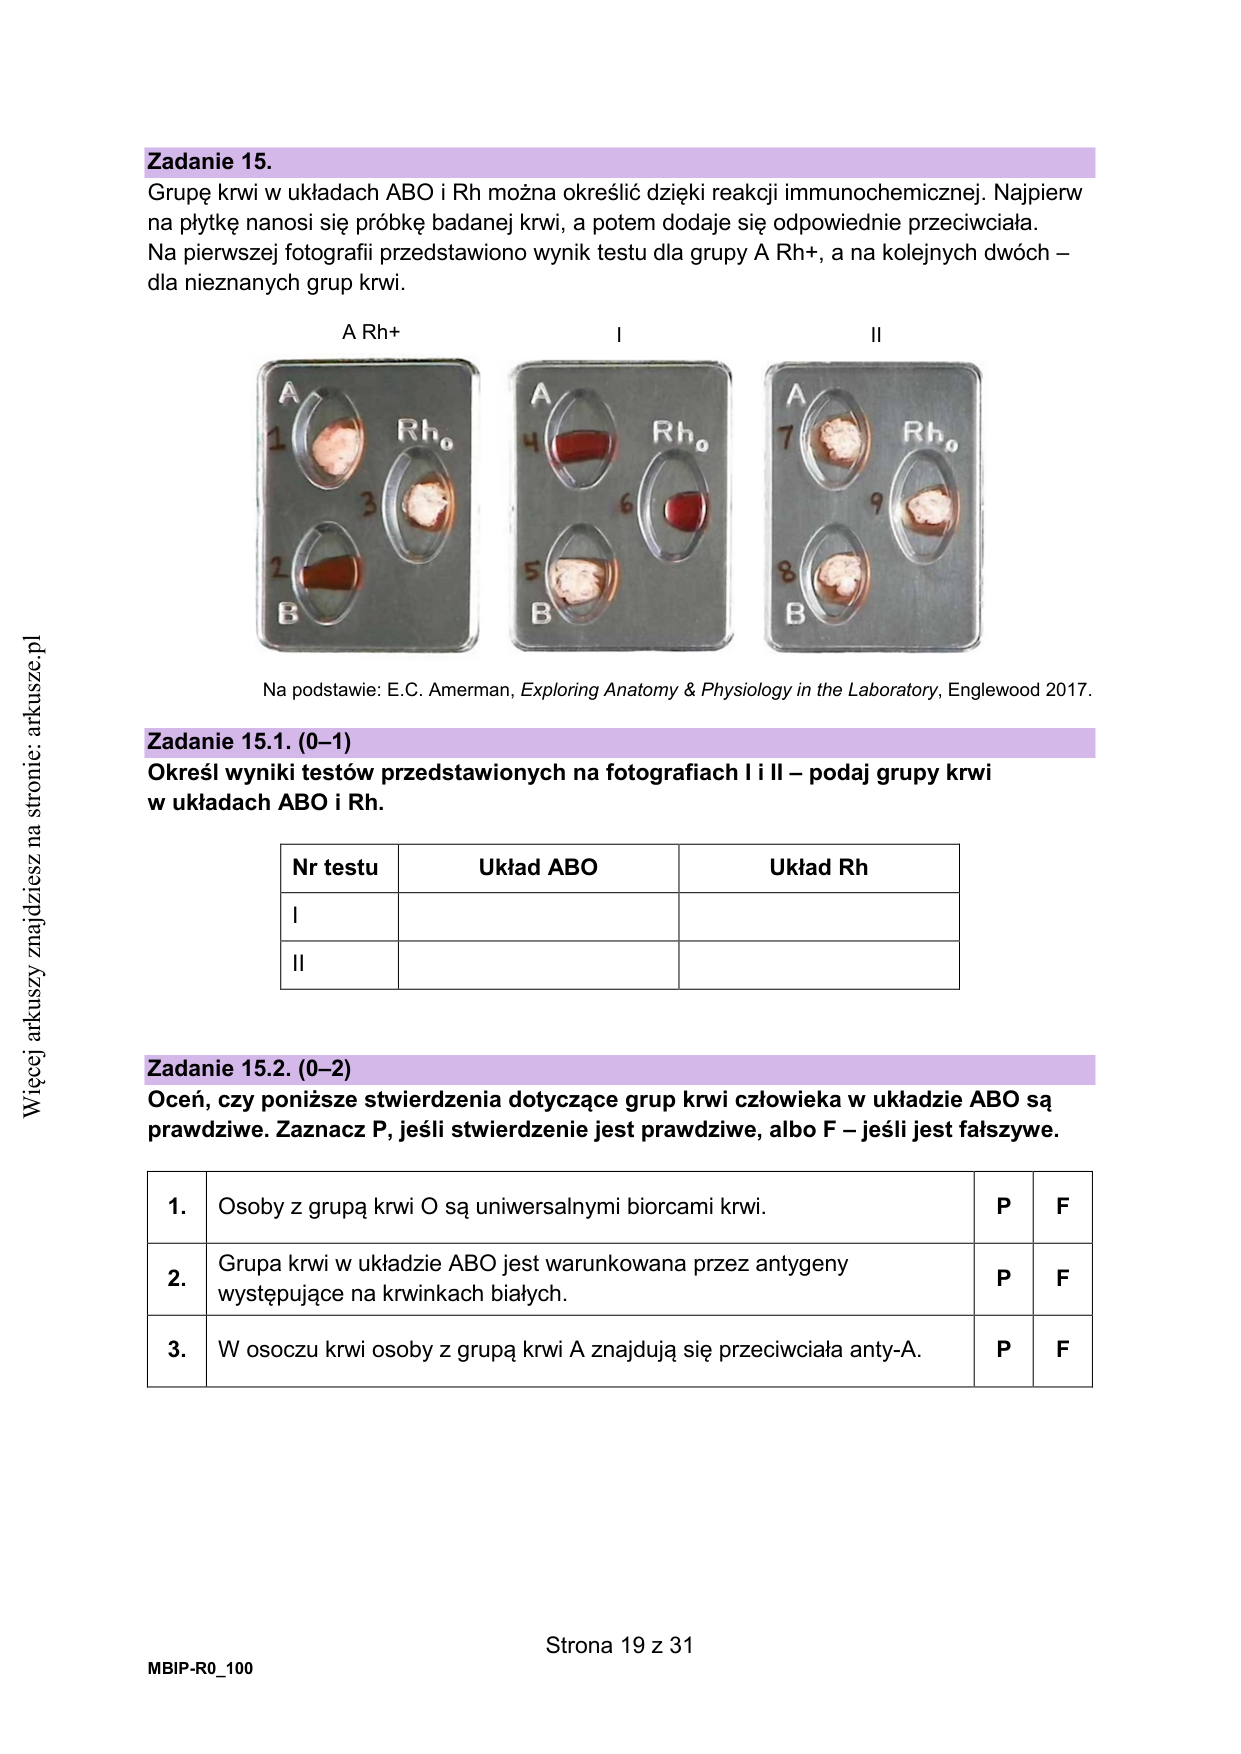 Zadanie 15.
Grupę krwi w układach ABO i Rh można określić dzięki reakcji immunochemicznej. Najpierw
na płytkę nanosi się próbkę badanej krwi, a potem dodaje się odpowiednie przeciwciała.
Na pierwszej fotografii przedstawiono wynik testu dla grupy A Rh+, a na kolejnych dwóch –
dla nieznanych grup krwi.
A Rh+
I
II
A
1
Rho
3
2
B
A
4
Rho
6
5
B
A
7
Rho
9
8
B
Na podstawie: E.C. Amerman, Exploring Anatomy & Physiology in the Laboratory, Englewood 2017.
Zadanie 15.1. (0–1)
Określ wyniki testów przedstawionych na fotografiach I i II – podaj grupy krwi
w układach ABO i Rh.
Nr testu Układ ABO Układ Rh
I
II
Zadanie 15.2. (0–2)
Oceń, czy poniższe stwierdzenia dotyczące grup krwi człowieka w układzie ABO są
prawdziwe. Zaznacz P, jeśli stwierdzenie jest prawdziwe, albo F – jeśli jest fałszywe.
1. Osoby z grupą krwi O są uniwersalnymi biorcami krwi. P F
2. Grupa krwi w układzie ABO jest warunkowana przez antygeny
występujące na krwinkach białych. P F
3. W osoczu krwi osoby z grupą krwi A znajdują się przeciwciała anty-A. P F
Strona 19 z 31
MBIP-R0_100
Więcej arkuszy znajdziesz na stronie: arkusze.pl